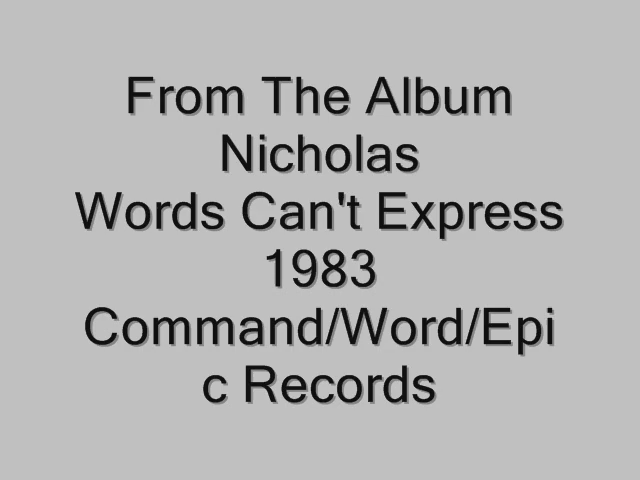 From The Album
Nicholas
Words Can't Express
1983
Command/Word/Epi
c Records